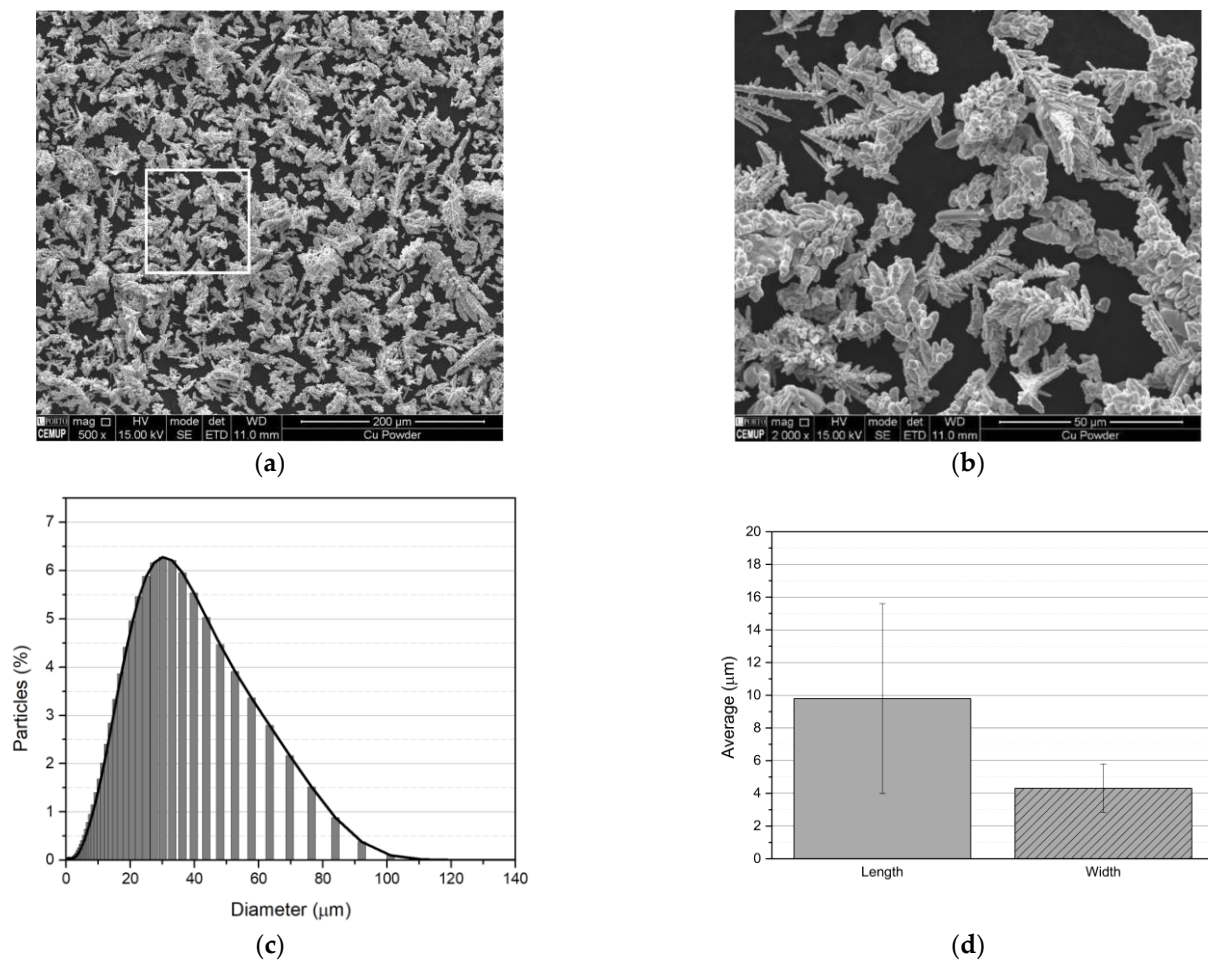 U.PORTO mag HV mode det WD 200 µm
CEMUP 500 x 15.00 kV SE ETD 11.0 mm Cu Powder
U.PORTO mag HV mode det WD 50 µm
CEMUP 2 000 x 15.00 kV SE ETD 11.0 mm Cu Powder
(a)
(b)
7
6
5
4
3
2
1
0
Particles (%)
0 20 40 60 80 100 120 140
Diameter (µm)
(c)
20
18
16
14
12
10
8
6
4
2
0
Average (µm)
Length Width
(d)